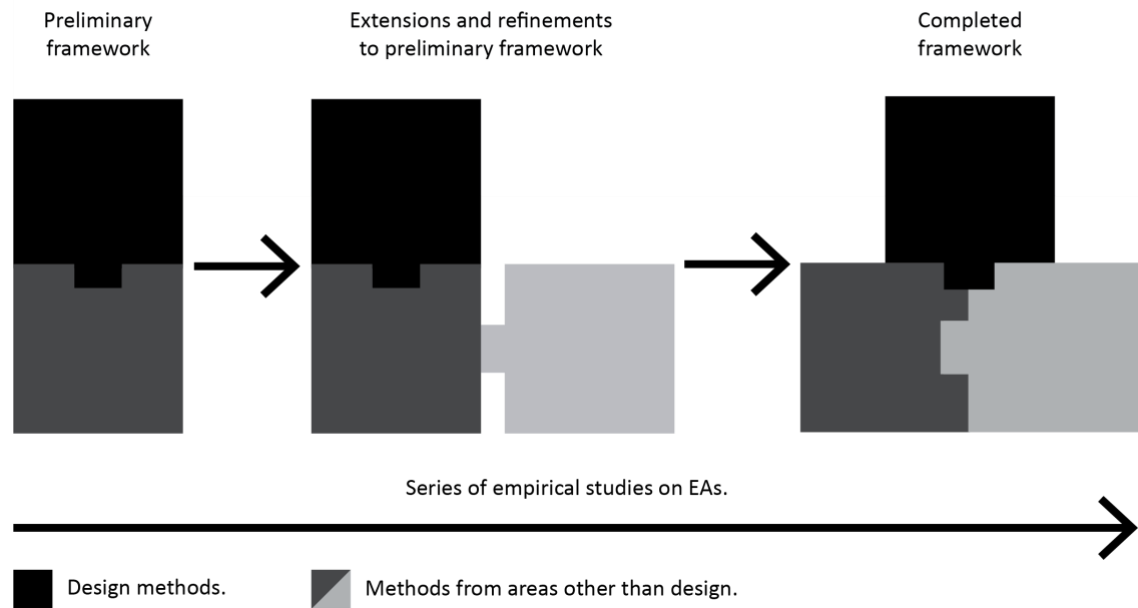 Preliminary
framework
Extensions and refinements
to preliminary framework
Completed
framework
Series of empirical studies on EAs.
Design methods.
Methods from areas other than design.